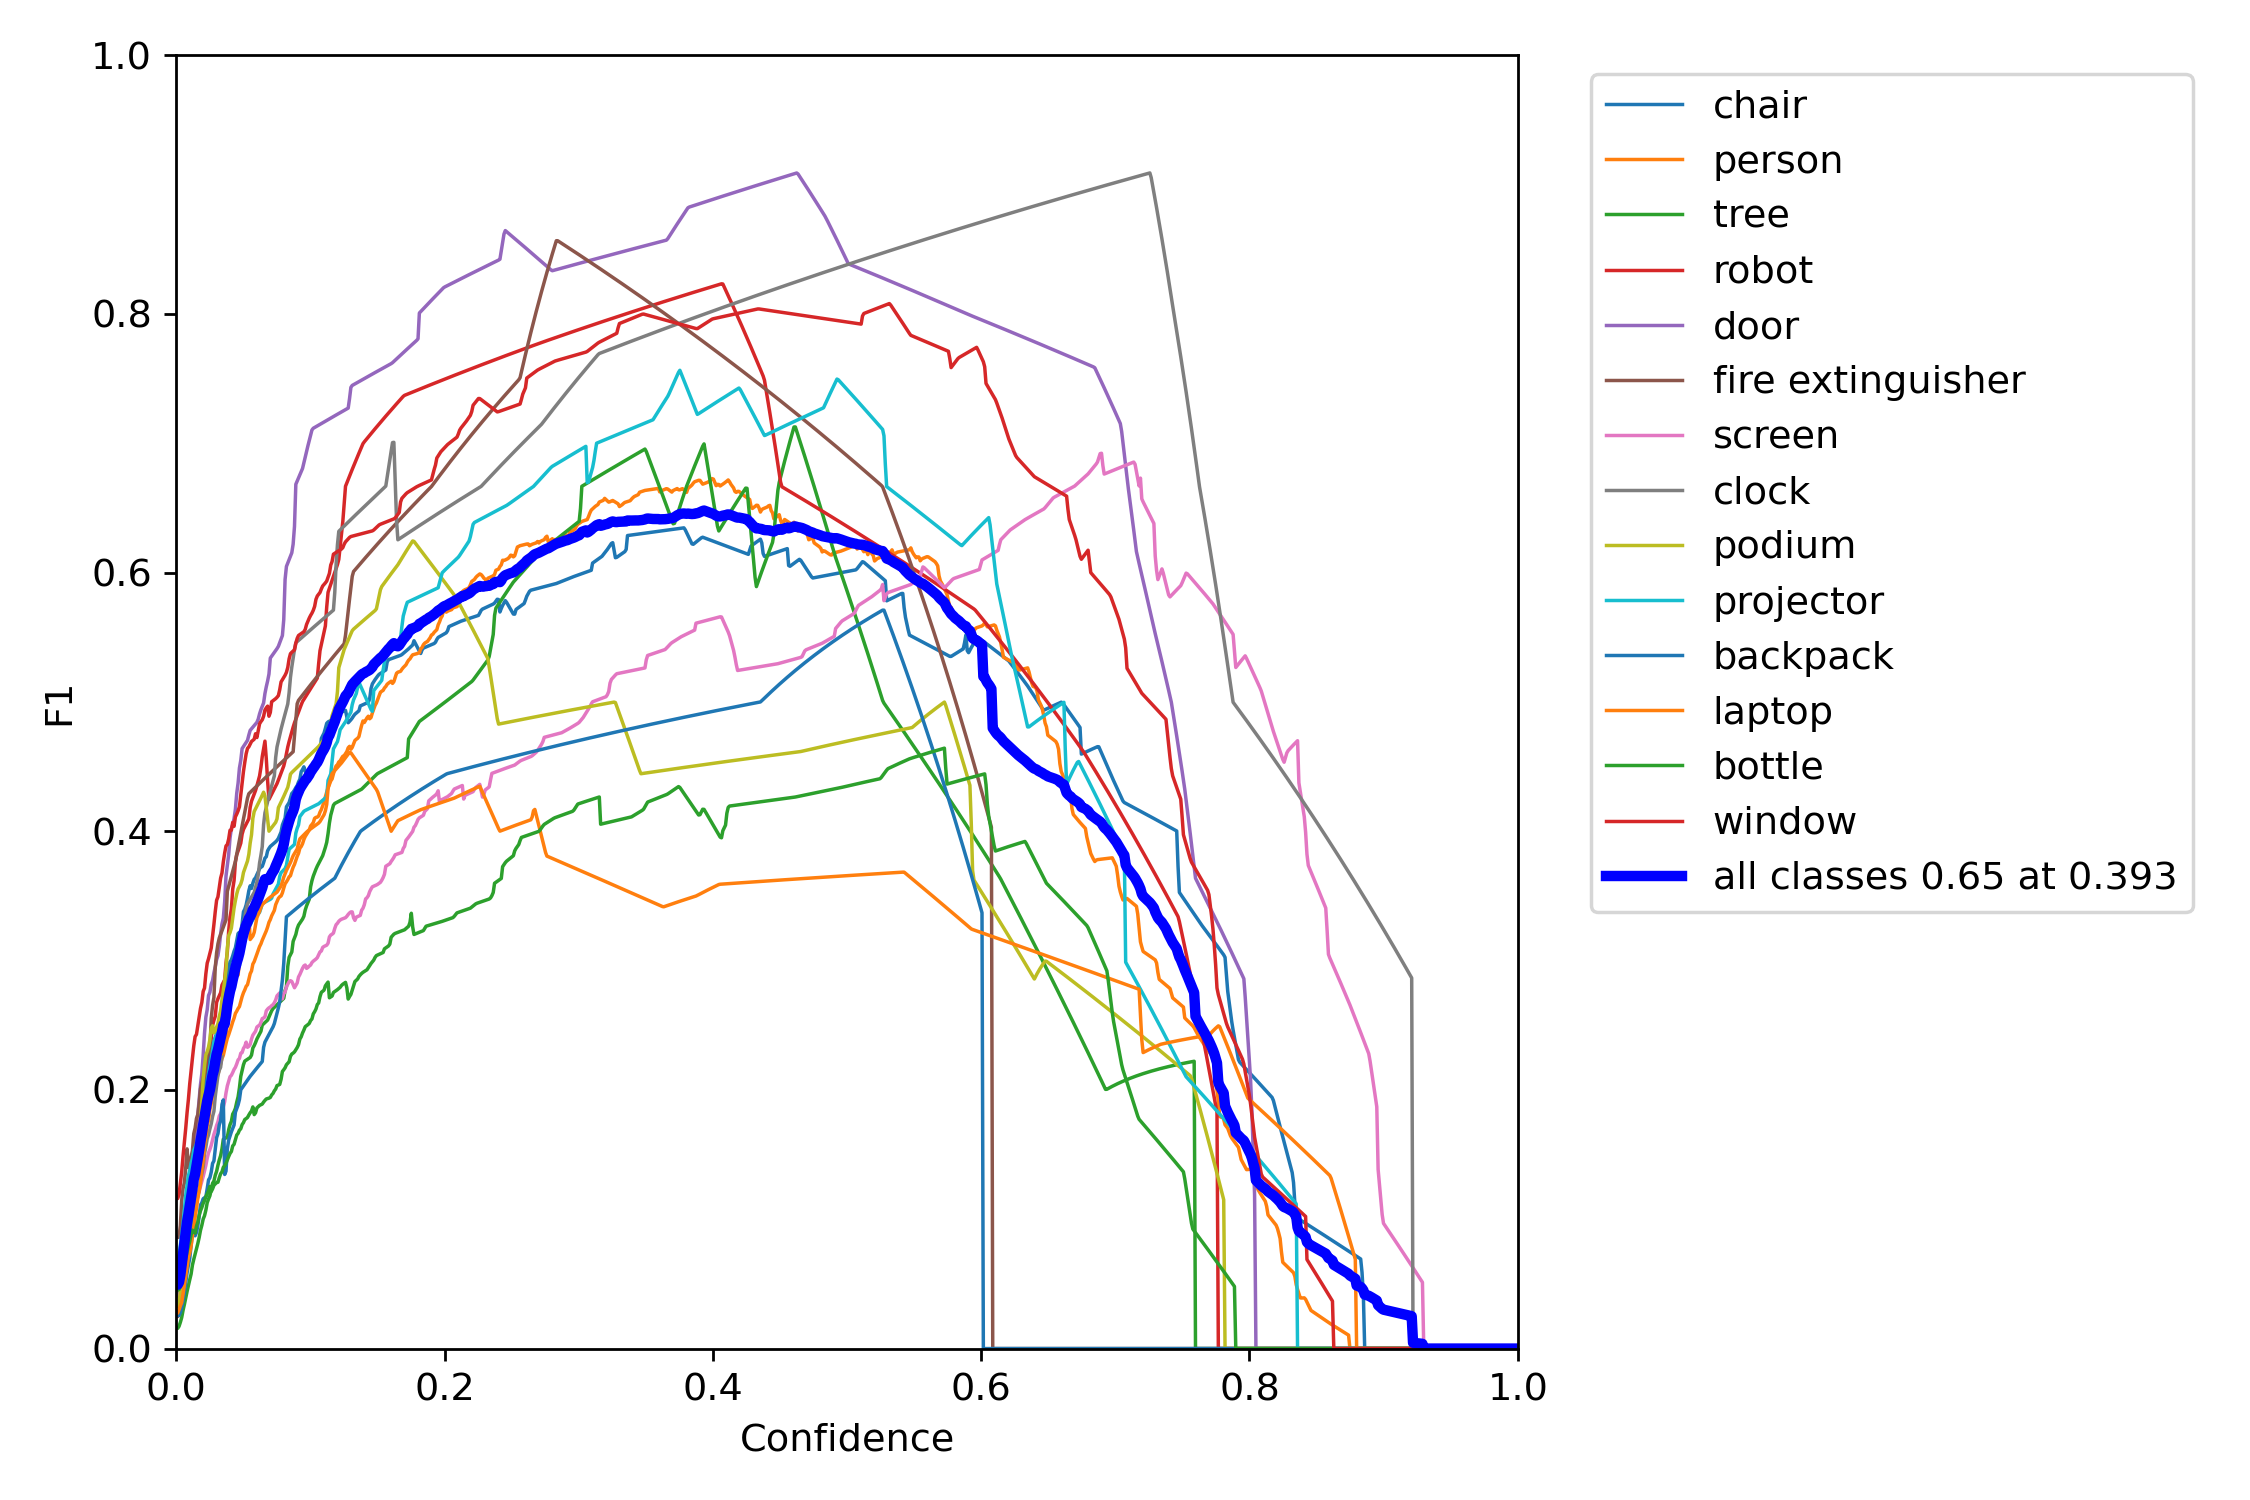 1.0
0.8
0.6
0.4
0.2
0.0
F1
0.0 0.2 0.4 0.6 0.8 1.0
Confidence
chair
person
tree
robot
door
fire extinguisher
screen
clock
podium
projector
backpack
laptop
bottle
window
all classes 0.65 at 0.393